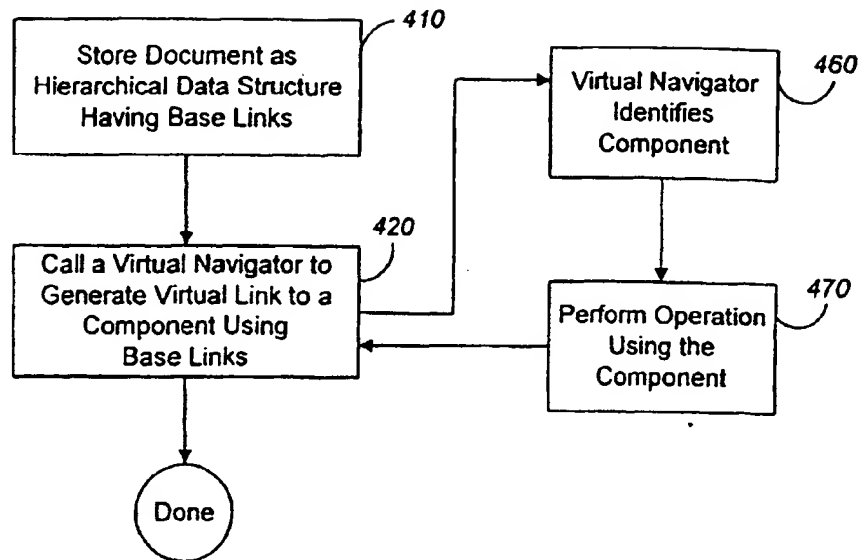 410
Store Document as
Hierarchical Data Structure
Having Base Links
460
Virtual Navigator
Identifies
Component
420
Call a Virtual Navigator to
Generate Virtual Link to a
Component Using
Base Links
470
Perform Operation
Using the
Component
Done